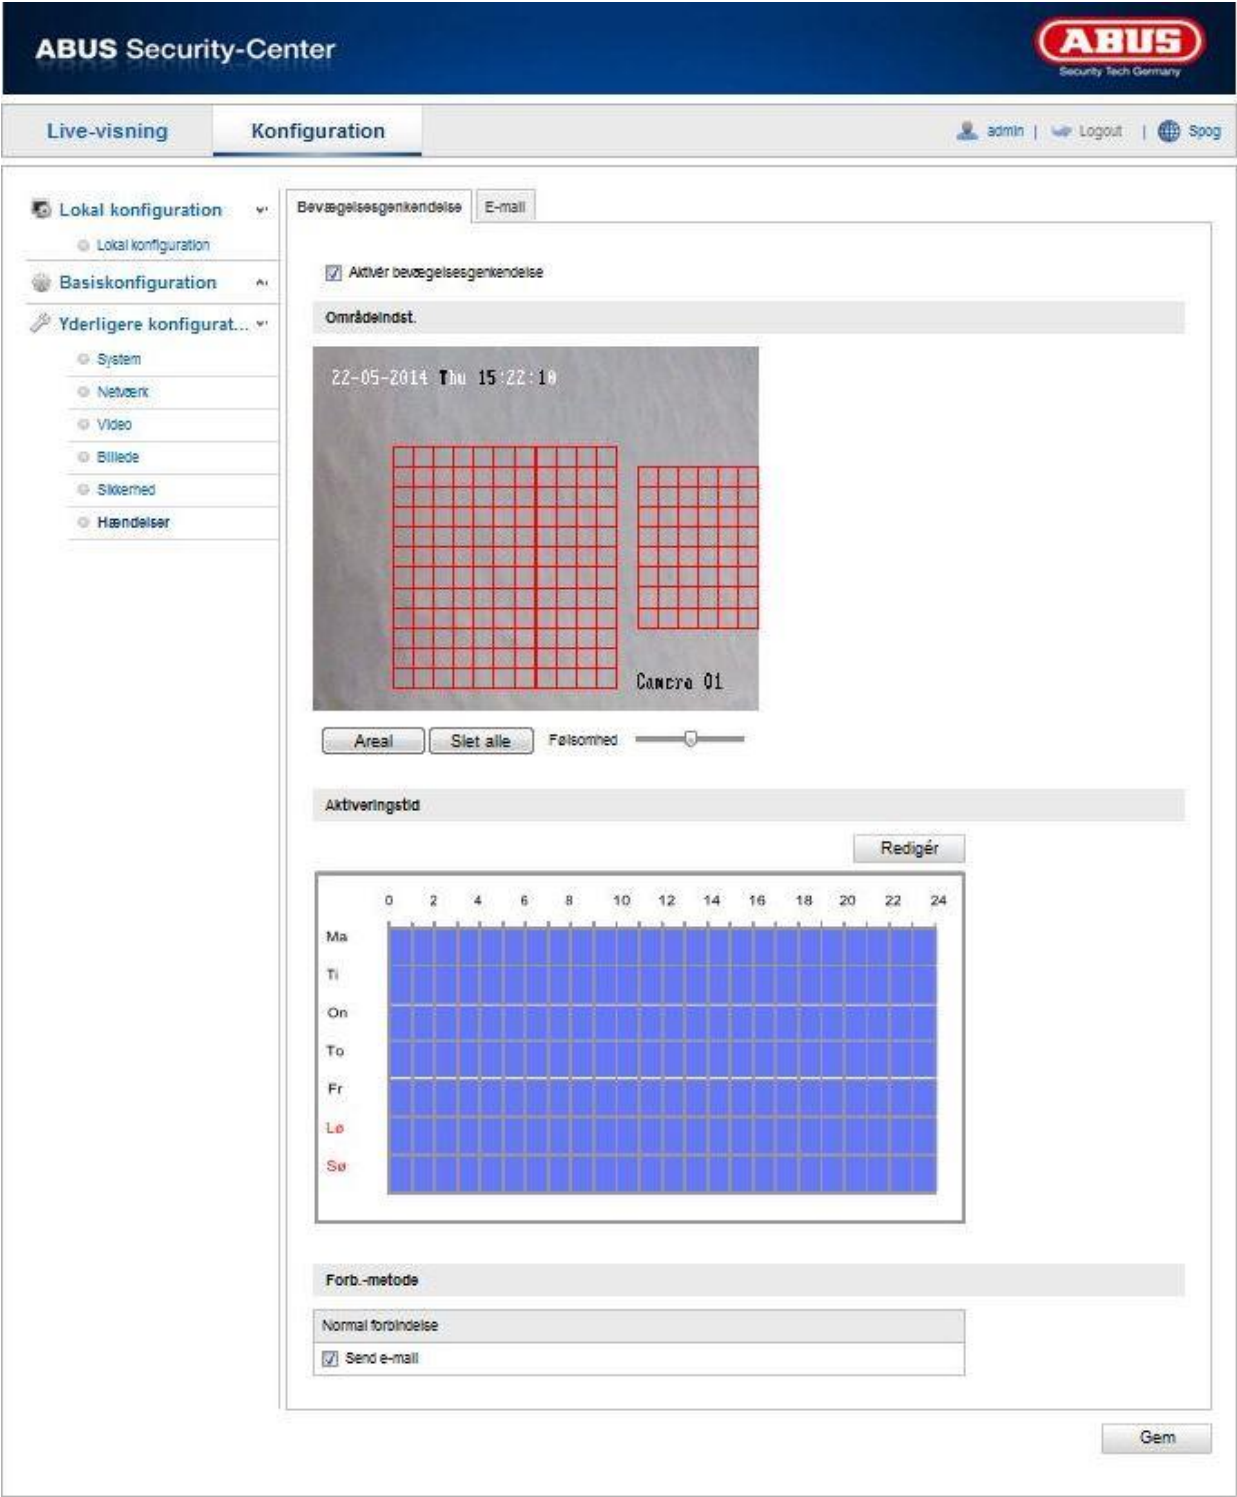 ABUS Security-Center
ABUS
Security Tech Germany
Live-visning
Konfiguration
admin | Logout | Spog
Lokal konfiguration
Lokal konfiguration
Basiskonfiguration
Yderligere konfigurat...
System
Netværk
Video
Billede
Sikkerhed
Hændelser
Bevægelsesgenkendelse
E-mail
Aktivér bevægelsesgenkendelse
Områdeindst.
22-05-2014 Thu 15:22:10
Camera 01
Areal
Slet alle
Følsomhed
Aktiveringstid
Redigér
0 2 4 6 8 10 12 14 16 18 20 22 24
Ma
Ti
On
To
Fr
Lø
Sø
Forb.-metode
Normal forbindelse
Send e-mail
Gem